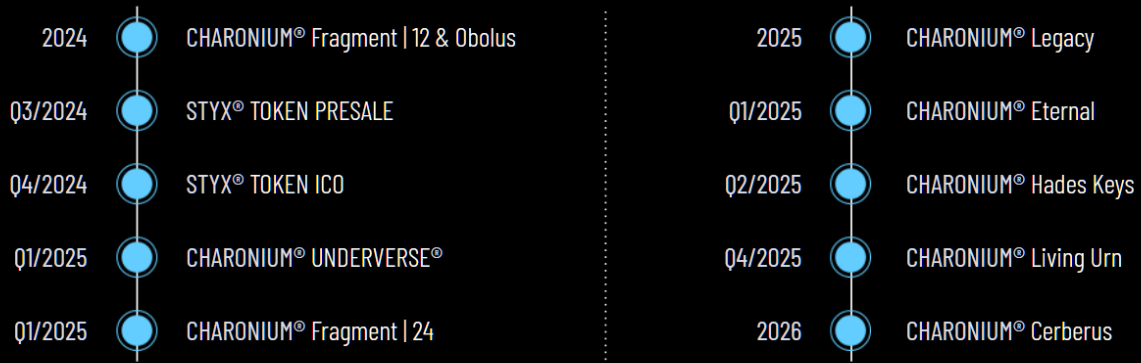 2024 CHARONIUM® Fragment | 12 & Obolus
Q3/2024 STYX® TOKEN PRESALE
Q4/2024 STYX® TOKEN ICO
Q1/2025 CHARONIUM® UNDERVERSE®
Q1/2025 CHARONIUM® Fragment | 24
2025 CHARONIUM® Legacy
Q1/2025 CHARONIUM® Eternal
Q2/2025 CHARONIUM® Hades Keys
Q4/2025 CHARONIUM® Living Urn
2026 CHARONIUM® Cerberus